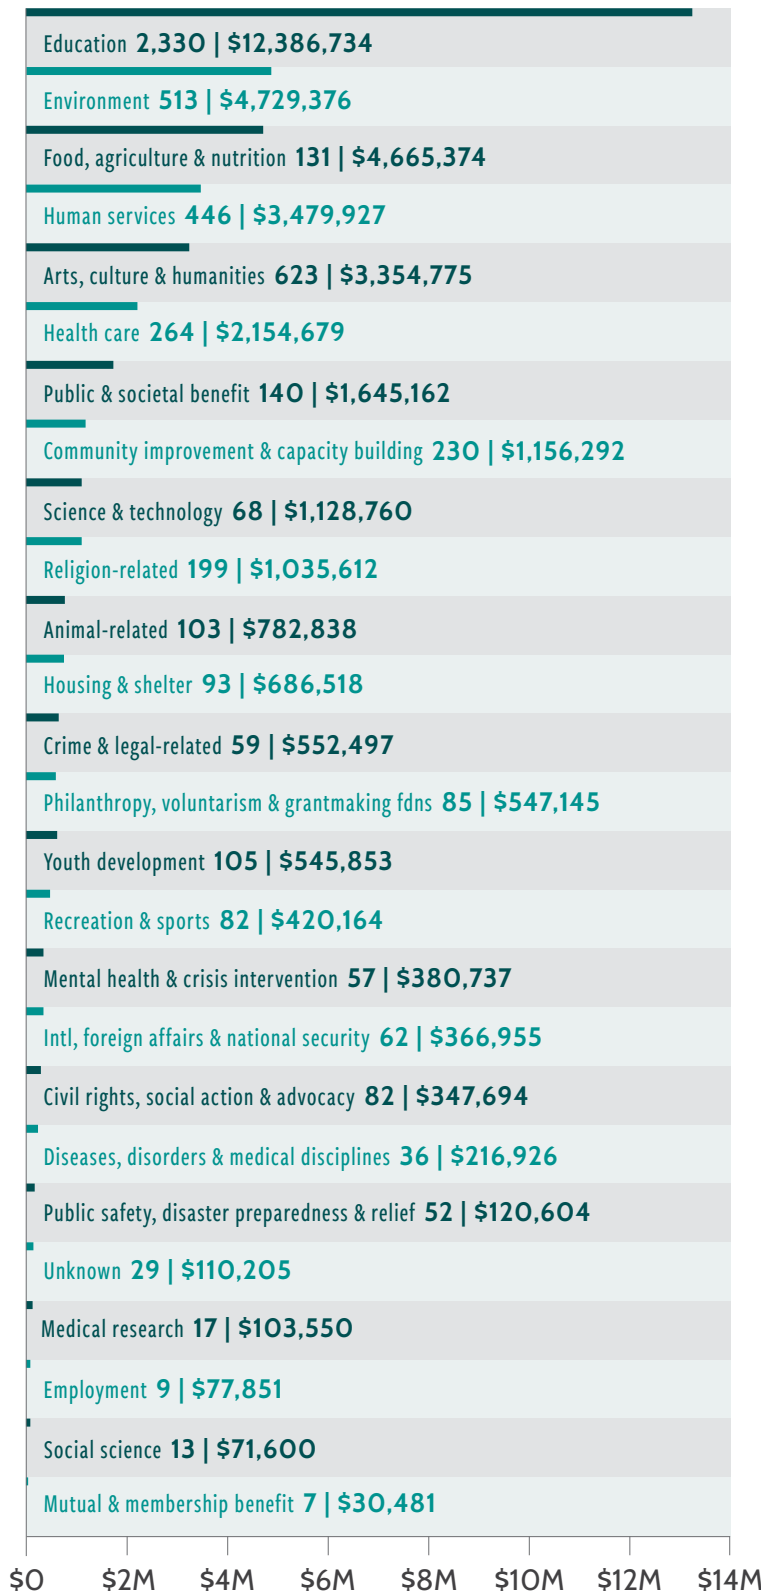 Education 2,330 | $12,386,734
Environment 513 | $4,729,376
Food, agriculture & nutrition 131 | $4,665,374
Human services 446 | $3,479,927
Arts, culture & humanities 623 | $3,354,775
Health care 264 | $2,154,679
Public & societal benefit 140 | $1,645,162
Community improvement & capacity building 230 | $1,156,292
Science & technology 68 | $1,128,760
Religion-related 199 | $1,035,612
Animal-related 103 | $782,838
Housing & shelter 93 | $686,518
Crime & legal-related 59 | $552,497
Philanthropy, voluntarism & grantmaking fdns 85 | $547,145
Youth development 105 | $545,853
Recreation & sports 82 | $420,164
Mental health & crisis intervention 57 | $380,737
Intl, foreign affairs & national security 62 | $366,955
Civil rights, social action & advocacy 82 | $347,694
Diseases, disorders & medical disciplines 36 | $216,926
Public safety, disaster preparedness & relief 52 | $120,604
Unknown 29 | $110,205
Medical research 17 | $103,550
Employment 9 | $77,851
Social science 13 | $71,600
Mutual & membership benefit 7 | $30,481
$0 $2M $4M $6M $8M $10M $12M $14M